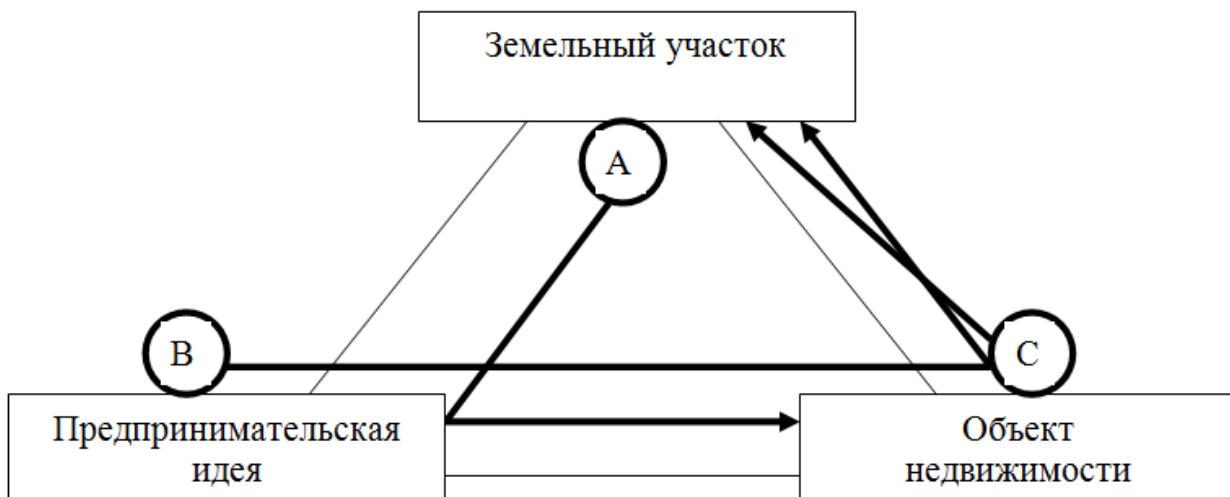 Земельный участок
А
В
С
Предпринимательская
идея
Объект
недвижимости